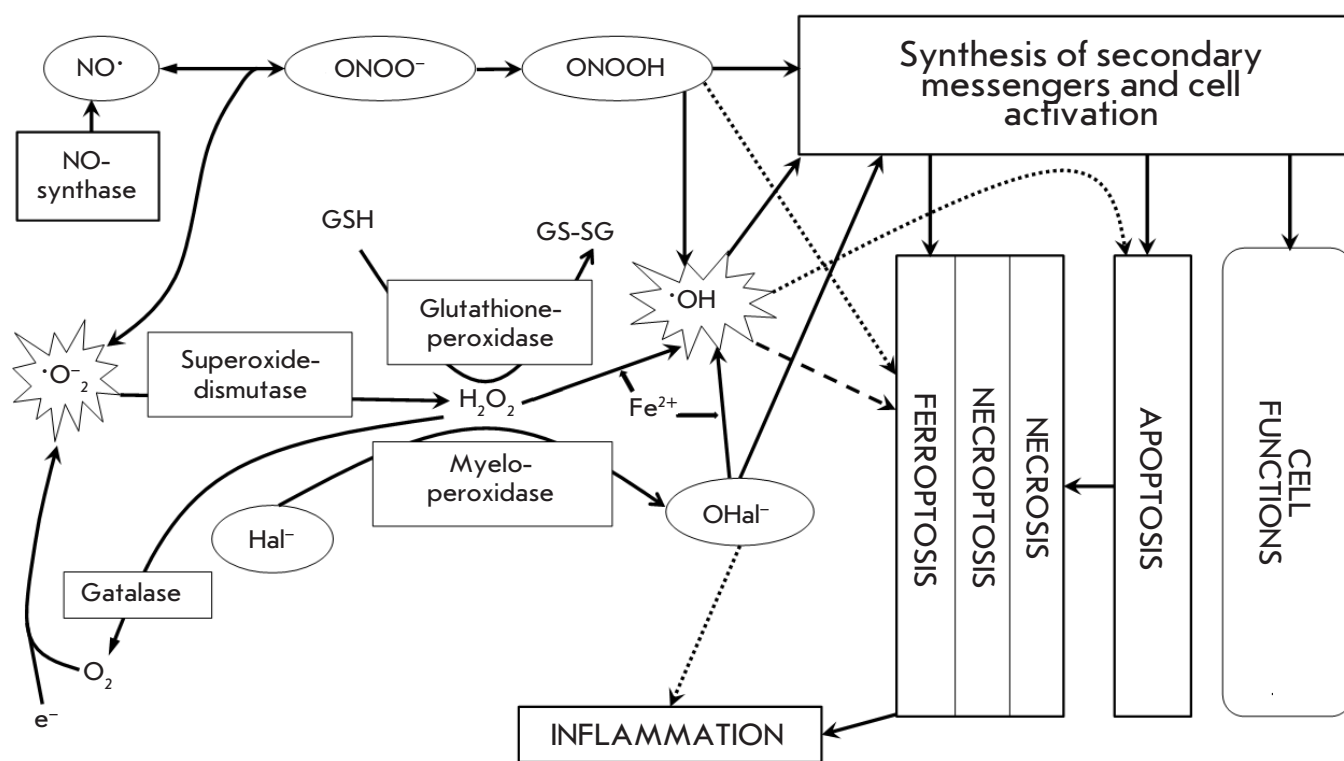 NO•
ONOO⁻
ONOOH
Synthesis of secondary
messengers and cell
activation
NO-
synthase
GSH
GS-SG
•OH
Glutathione-
peroxidase
Superoxide-
dismutase
•O⁻₂
H₂O₂
Fe²⁺
Myelo-
peroxidase
Hal⁻
OHal⁻
Gatalase
O₂
e⁻
FERROPTOSIS
NECROPTOSIS
NECROSIS
APOPTOSIS
CELL
FUNCTIONS
INFLAMMATION